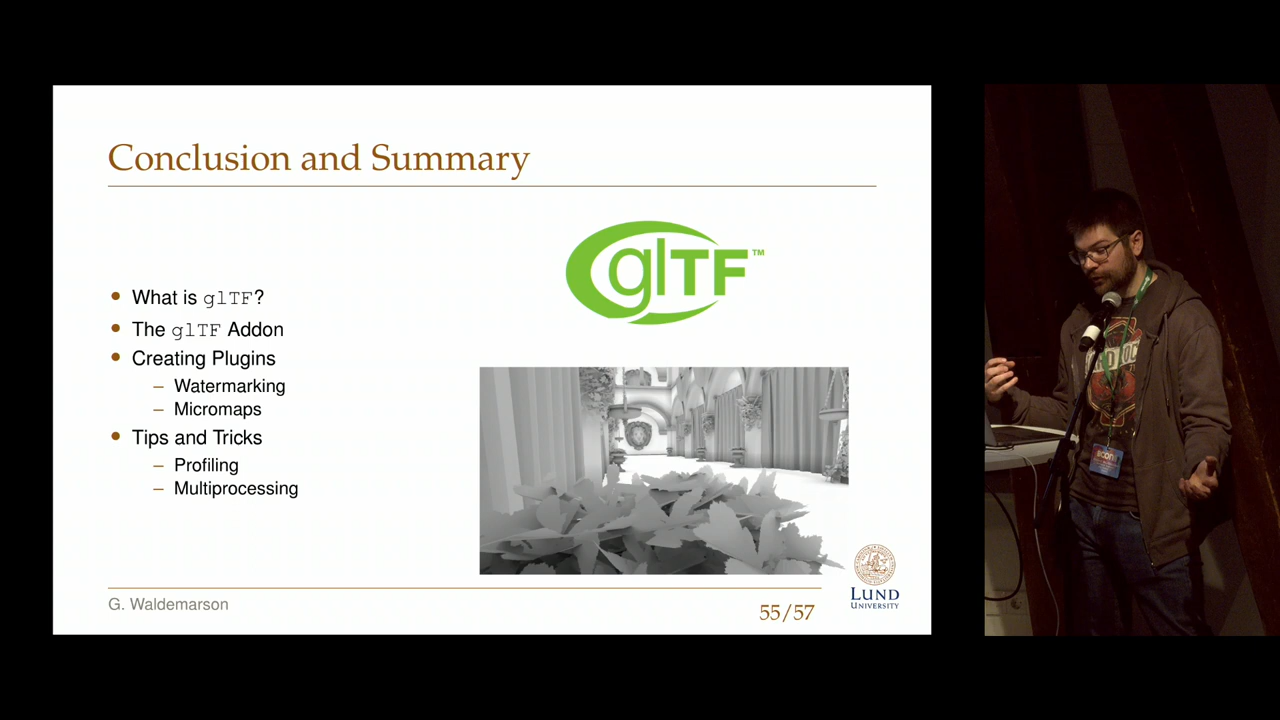 Conclusion and Summary
glTF™
• What is glTF?
• The glTF Addon
• Creating Plugins
– Watermarking
– Micromaps
• Tips and Tricks
– Profiling
– Multiprocessing
G. Waldemarson
55/57
LUND
UNIVERSITY